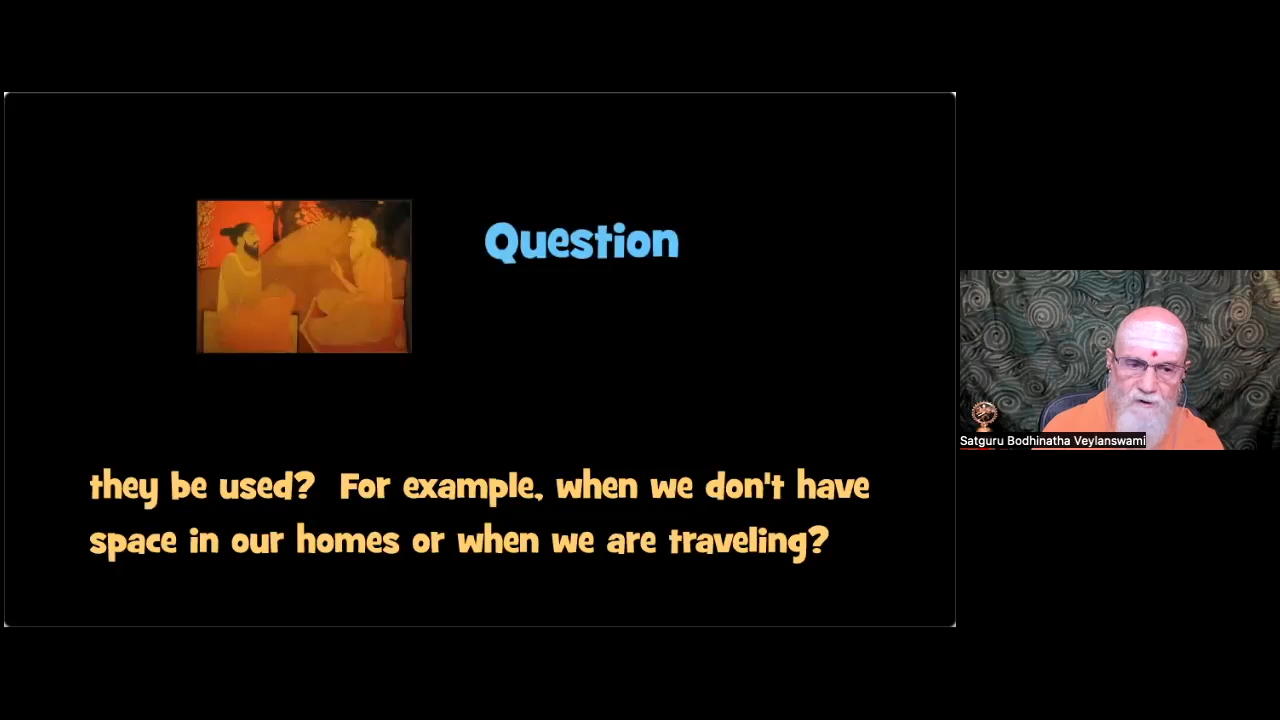 Question
they be used?  For example, when we don't have
space in our homes or when we are traveling?
Satguru Bodhinatha Veylanswami